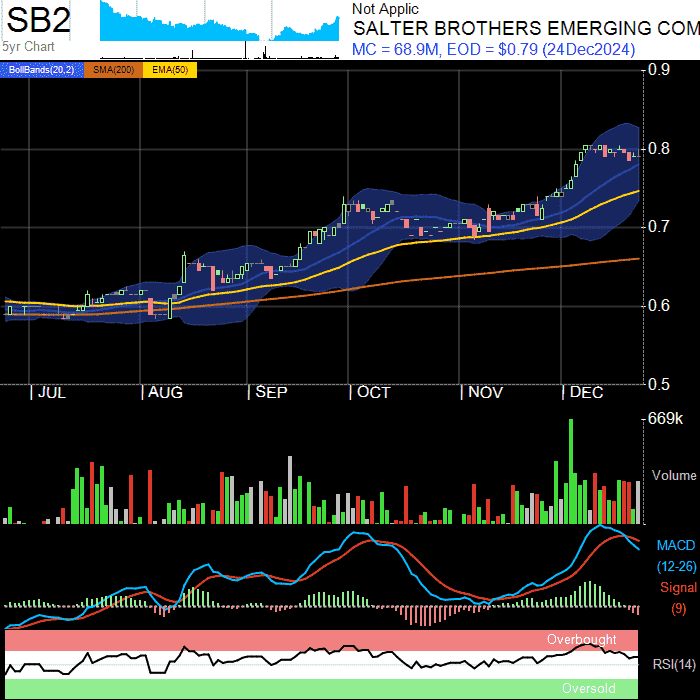 SB2
5yr Chart
Not Applic
SALTER BROTHERS EMERGING COM
MC = 68.9M, EOD = $0.79 (24Dec2024)
BollBands(20,2) SMA(200) EMA(50)
0.9
0.8
0.7
0.6
0.5
JUL AUG SEP OCT NOV DEC
669k
Volume
MACD
(12-26)
Signal
(9)
Overbought
RSI(14)
Oversold